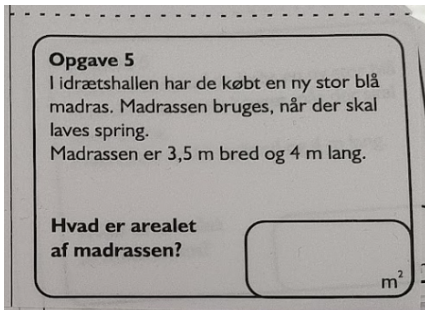 Opgave 5
I idrætshallen har de købt en ny stor blå
madras. Madrassen bruges, når der skal
laves spring.
Madrassen er 3,5 m bred og 4 m lang.
Hvad er arealet
af madrassen?
m²